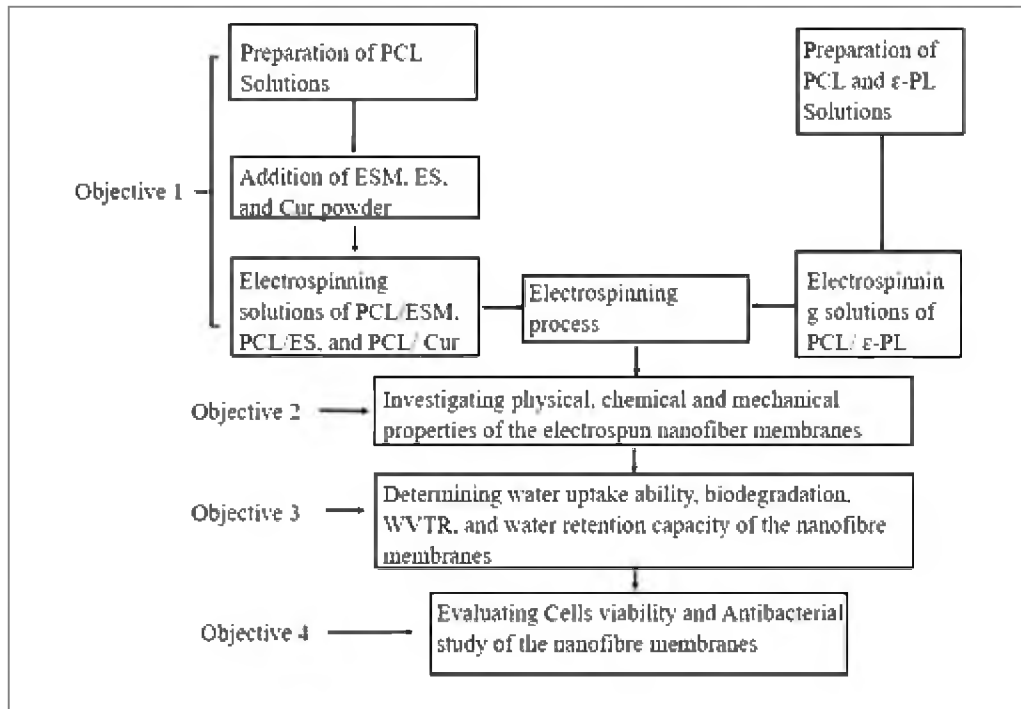 Preparation of PCL
Solutions
Preparation of
PCL and ε-PL
Solutions
Objective 1
Addition of ESM. ES.
and Cur powder
Electrospinning
solutions of PCL/ESM.
PCL/ES. and PCL/ Cur
Electrospinning
process
Electrospinnin
g solutions of
PCL/ ε-PL
Objective 2
Investigating physical, chemical and mechanical
properties of the electrospun nanofiber membranes
Objective 3
Determining water uptake ability, biodegradation.
WVTR. and water retention capacity of the nanofibre
membranes
Objective 4
Evaluating Cells viability and Antibacterial
study of the nanofibre membranes